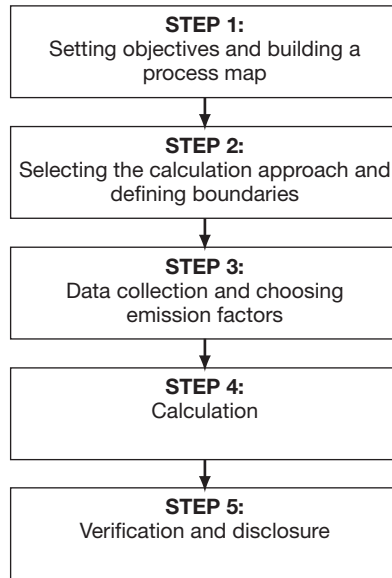 STEP 1:
Setting objectives and building a
process map
STEP 2:
Selecting the calculation approach and
defining boundaries
STEP 3:
Data collection and choosing
emission factors
STEP 4:
Calculation
STEP 5:
Verification and disclosure